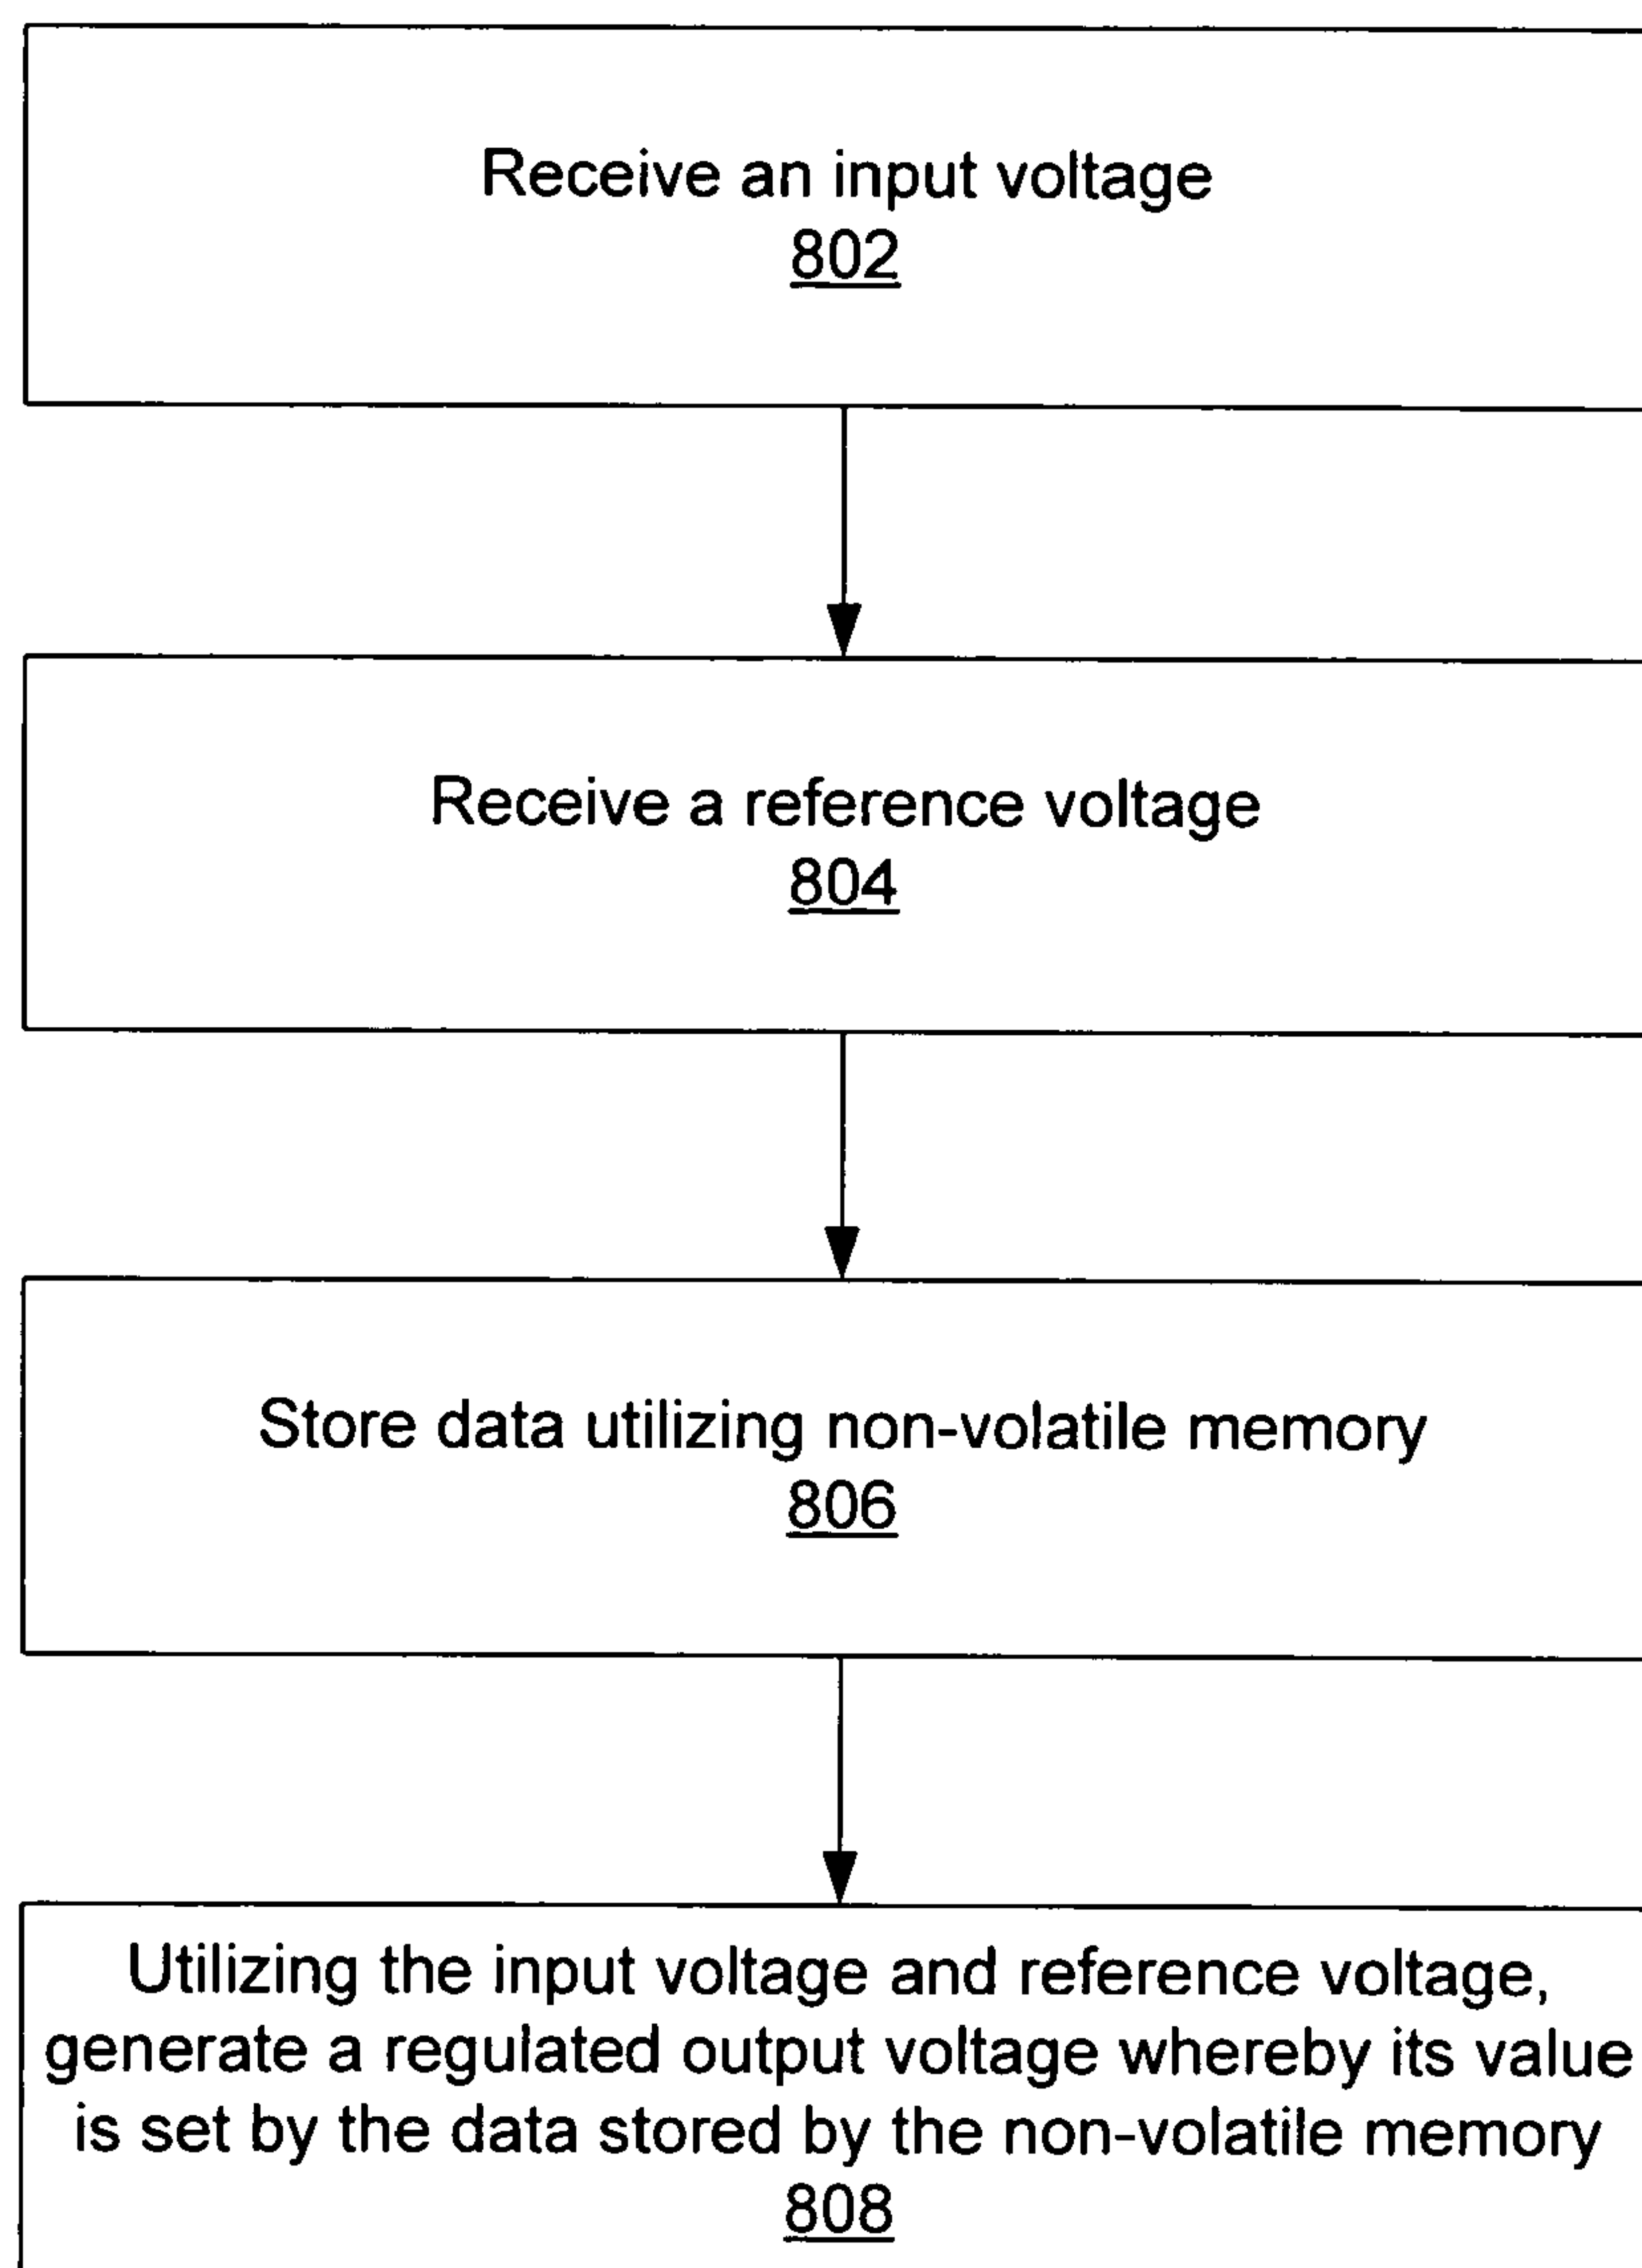 Receive an input voltage
802
Receive a reference voltage
804
Store data utilizing non-volatile memory
806
Utilizing the input voltage and reference voltage,
generate a regulated output voltage whereby its value
is set by the data stored by the non-volatile memory
808